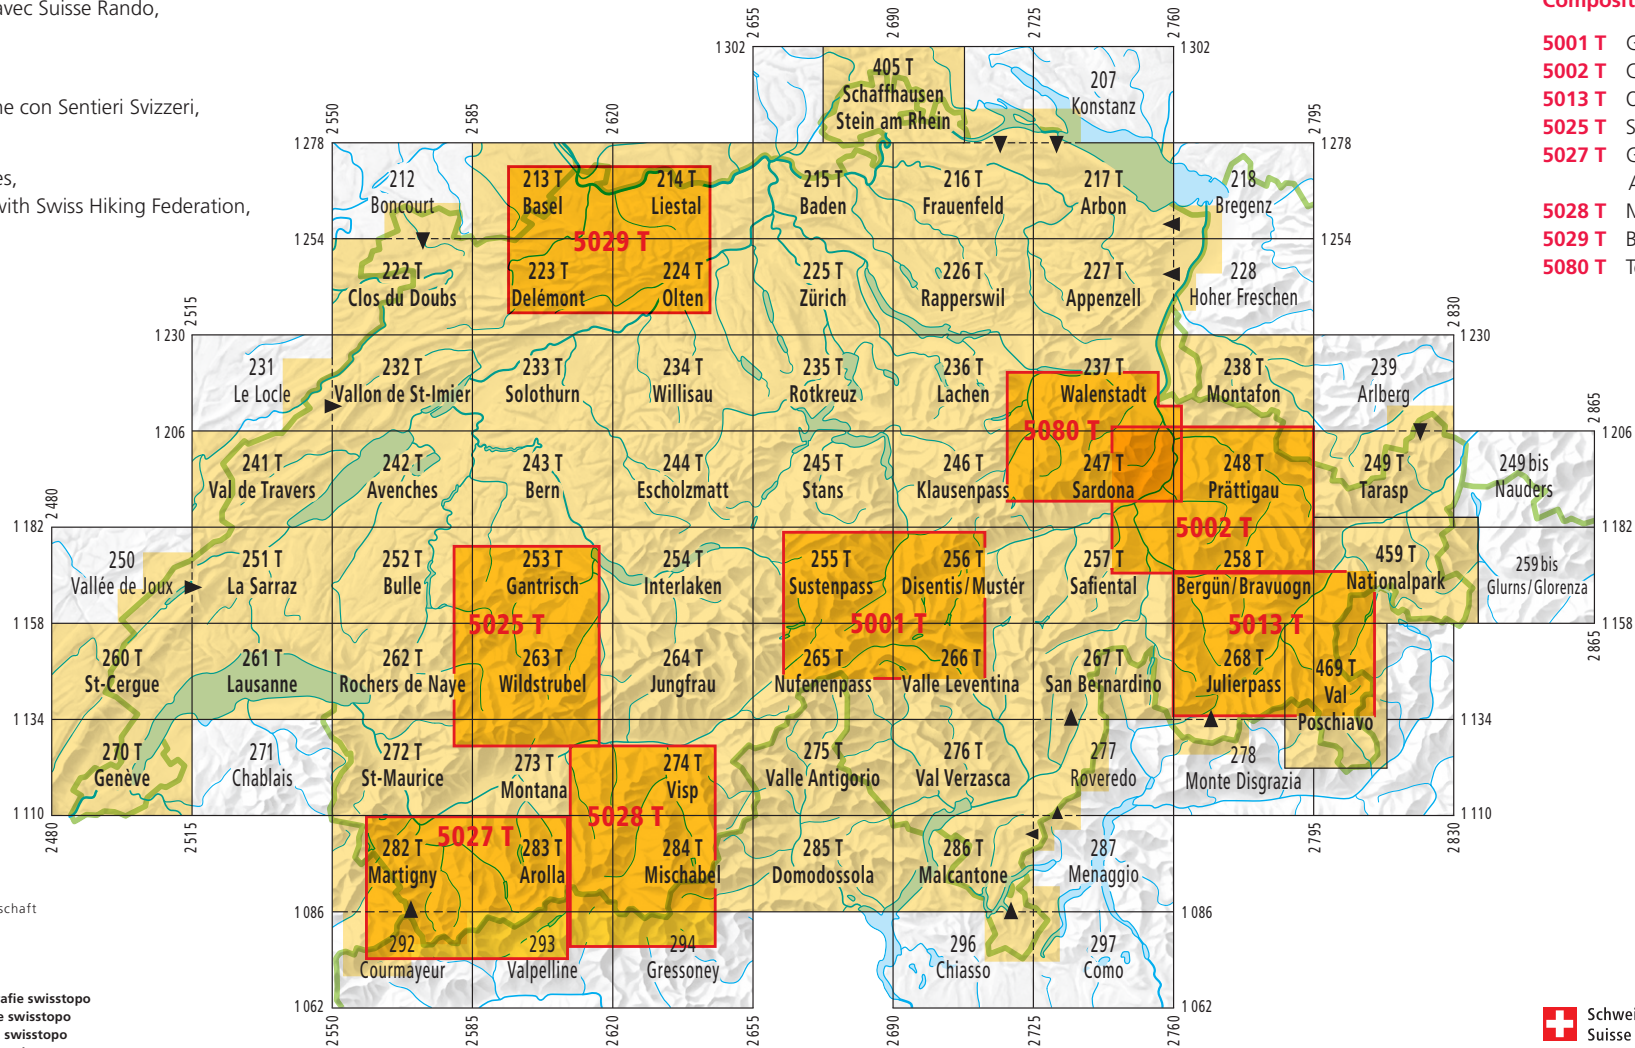 avec Suisse Rando,
ne con Sentieri Svizzeri,
es,
with Swiss Hiking Federation,
schaft
afie swisstopo
e swisstopo
swisstopo
Composit
5001 T G
5002 T C
5013 T O
5025 T S
5027 T G
A
5028 T M
5029 T B
5080 T T
2 655
2 690
2 725
2 760
1 302
1 302
405 T
Schaffhausen
Stein am Rhein
207
Konstanz
2 550
2 585
2 620
2 795
1 278
1 278
212
Boncourt
213 T
Basel
214 T
Liestal
215 T
Baden
216 T
Frauenfeld
217 T
Arbon
218
Bregenz
1 254
5029 T
1 254
222 T
Clos du Doubs
223 T
Delémont
224 T
Olten
225 T
Zürich
226 T
Rapperswil
227 T
Appenzell
228
Hoher Freschen
2 515
2 830
1 230
1 230
231
Le Locle
232 T
Vallon de St-Imier
233 T
Solothurn
234 T
Willisau
235 T
Rotkreuz
236 T
Lachen
237 T
Walenstadt
238 T
Montafon
239
Arlberg
2 865
1 206
5080 T
1 206
241 T
Val de Travers
242 T
Avenches
243 T
Bern
244 T
Escholzmatt
245 T
Stans
246 T
Klausenpass
247 T
Sardona
248 T
Prättigau
249 T
Tarasp
249 bis
Nauders
2 480
1 182
5002 T
1 182
250
Vallée de Joux
251 T
La Sarraz
252 T
Bulle
253 T
Gantrisch
254 T
Interlaken
255 T
Sustenpass
256 T
Disentis/Mustér
257 T
Safiental
258 T
Bergün/Bravuogn
459 T
Nationalpark
259 bis
Glurns/Glorenza
1 158
5025 T
5001 T
5013 T
1 158
2 865
260 T
St-Cergue
261 T
Lausanne
262 T
Rochers de Naye
263 T
Wildstrubel
264 T
Jungfrau
265 T
Nufenenpass
266 T
Valle Leventina
267 T
San Bernardino
268 T
Julierpass
469 T
Val
Poschiavo
1 134
1 134
270 T
Genève
271
Chablais
272 T
St-Maurice
273 T
Montana
274 T
Visp
275 T
Valle Antigorio
276 T
Val Verzasca
277
Roveredo
278
Monte Disgrazia
1 110
5028 T
1 110
2 480
2 515
2 795
2 830
5027 T
282 T
Martigny
283 T
Arolla
284 T
Mischabel
285 T
Domodossola
286 T
Malcantone
287
Menaggio
1 086
1 086
292
Courmayeur
293
Valpelline
294
Gressoney
296
Chiasso
297
Como
1 062
1 062
2 550
2 585
2 620
2 655
2 690
2 725
2 760
Schwei
Suisse